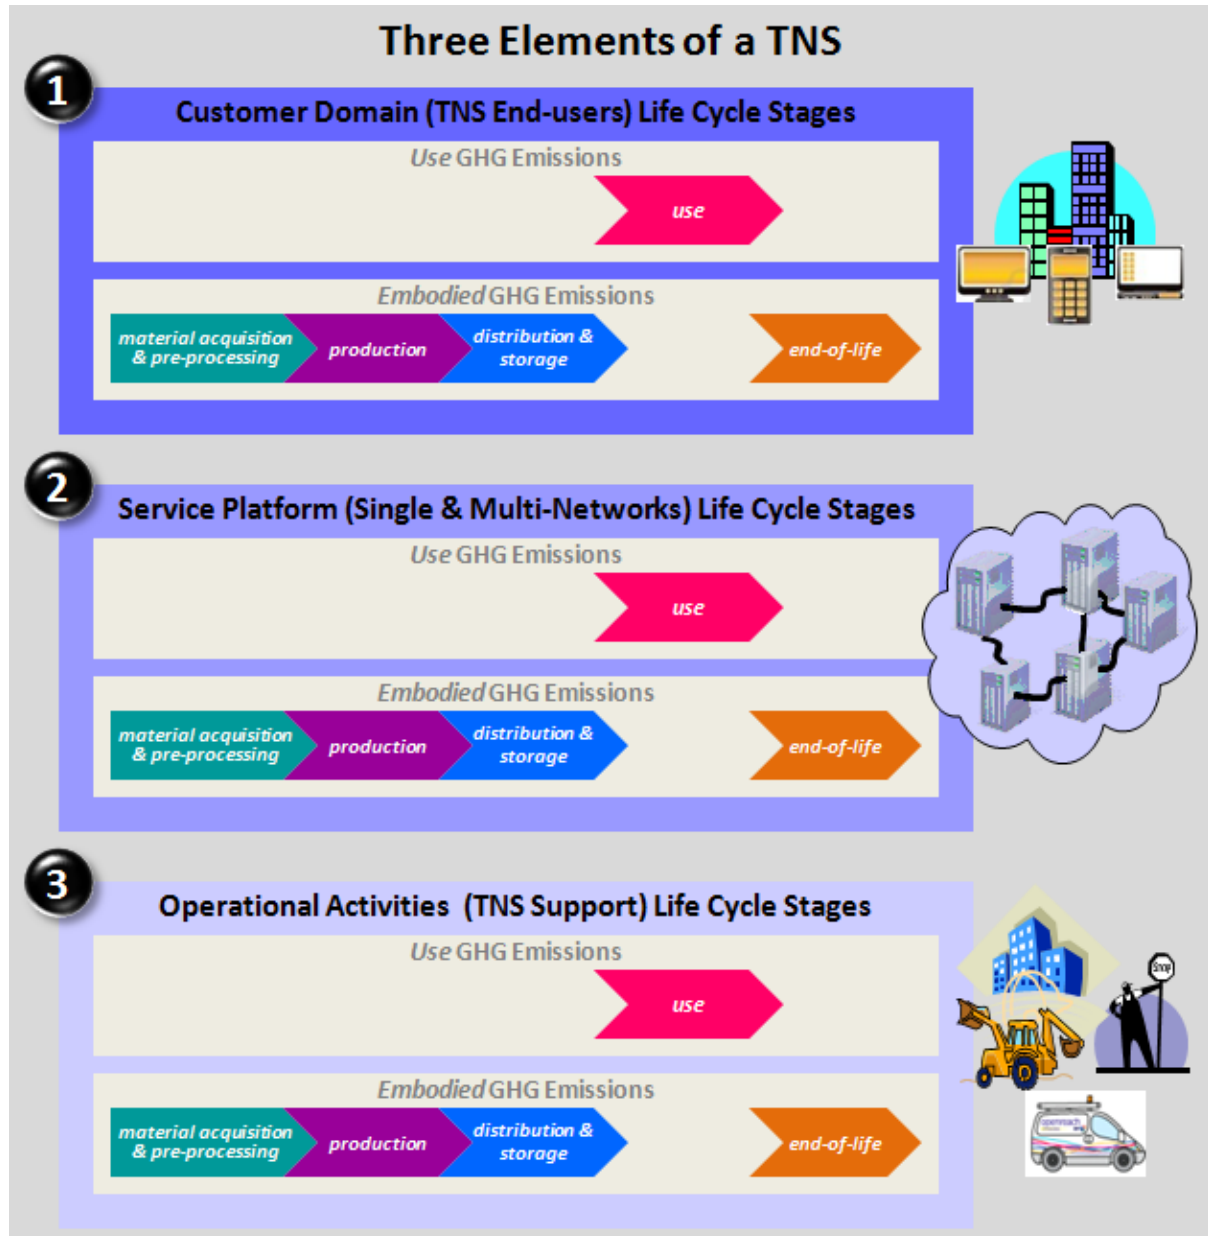 Three Elements of a TNS
1
Customer Domain (TNS End-users) Life Cycle Stages
Use GHG Emissions
use
Embodied GHG Emissions
material acquisition
& pre-processing
production
distribution &
storage
end-of-life
2
Service Platform (Single & Multi-Networks) Life Cycle Stages
Use GHG Emissions
use
Embodied GHG Emissions
material acquisition
& pre-processing
production
distribution &
storage
end-of-life
3
Operational Activities (TNS Support) Life Cycle Stages
Use GHG Emissions
use
Stop
Embodied GHG Emissions
material acquisition
& pre-processing
production
distribution &
storage
end-of-life
openreach